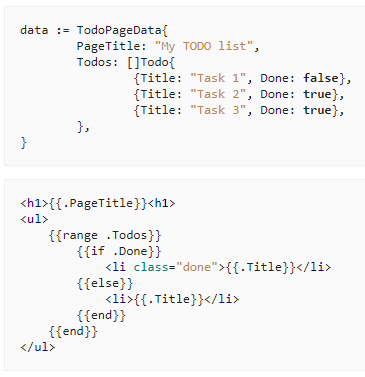 data := TodoPageData{
        PageTitle: "My TODO list",
        Todos: []Todo{
                {Title: "Task 1", Done: false},
                {Title: "Task 2", Done: true},
                {Title: "Task 3", Done: true},
        },
}
<h1>{{.PageTitle}}<h1>
<ul>
    {{range .Todos}}
        {{if .Done}}
            <li class="done">{{.Title}}</li>
        {{else}}
            <li>{{.Title}}</li>
        {{end}}
    {{end}}
</ul>